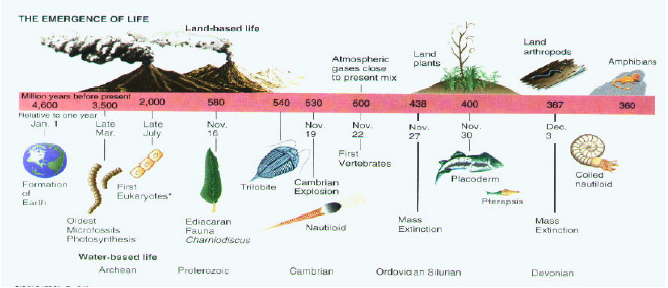 THE EMERGENCE OF LIFE
Land-based life
Atmospheric
gases close
to present mix
Land
plants
Land
arthropods
Amphibians
Million years before present
4,600 3,500 2,000 580 540 530 600 438 400 367 360
Relative to one year
Jan. 1
Late
Mar.
Late
July
Nov.
16
Nov.
19
Nov.
22
Nov.
27
Nov.
30
Dec.
3
Formation
of
Earth
Oldest
Microfossils
Photosynthesis
First
Eukaryotes*
Ediacaran
Fauna
Charniodiscus
Trilobite
Cambrian
Explosion
Nautiloid
First
Vertebrates
Mass
Extinction
Placoderm
Pterapsis
Mass
Extinction
Coiled
nautiloid
Water-based life
Archean Proterozoic Cambrian Ordovician Silurian Devonian